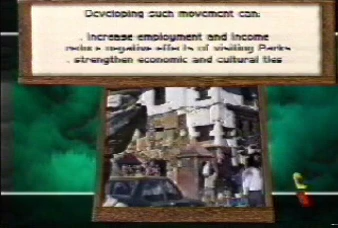 Developing such movement can:
. increase employment and income
reduce negative effects of visiting Parks
. strengthen economic and cultural ties